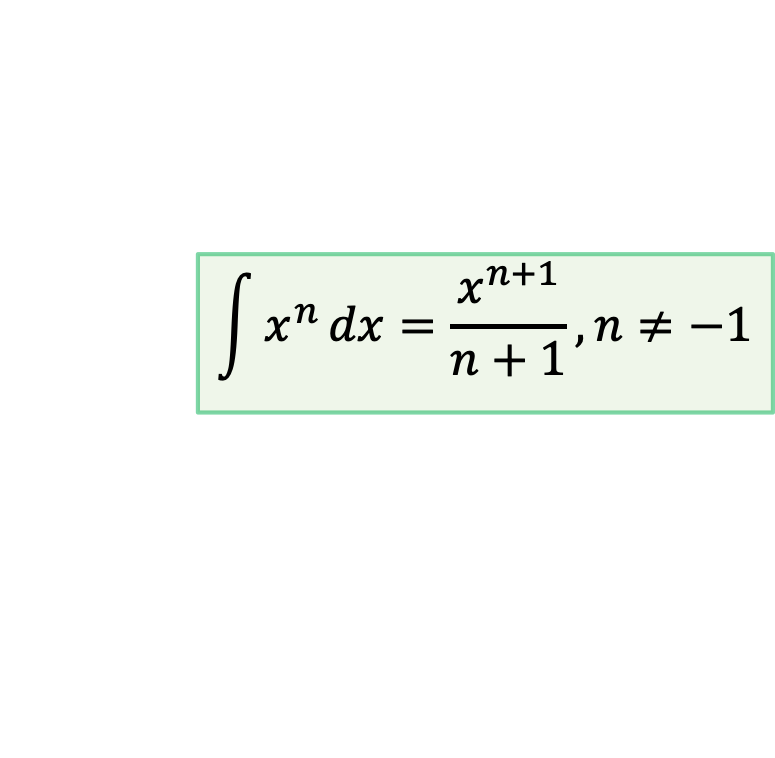 ∫ xⁿ dx = xⁿ⁺¹/(n + 1), n ≠ −1